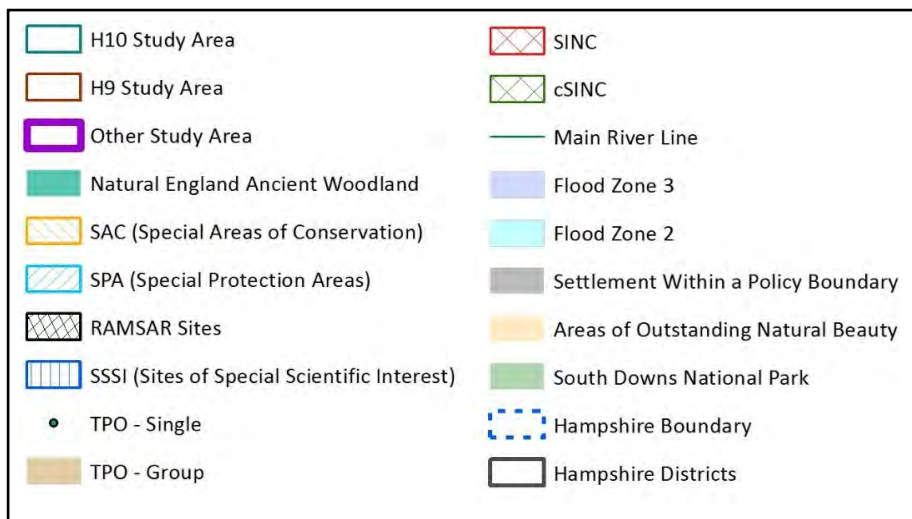 H10 Study Area
H9 Study Area
Other Study Area
Natural England Ancient Woodland
SAC (Special Areas of Conservation)
SPA (Special Protection Areas)
RAMSAR Sites
SSSI (Sites of Special Scientific Interest)
TPO - Single
TPO - Group
SINC
cSINC
Main River Line
Flood Zone 3
Flood Zone 2
Settlement Within a Policy Boundary
Areas of Outstanding Natural Beauty
South Downs National Park
Hampshire Boundary
Hampshire Districts